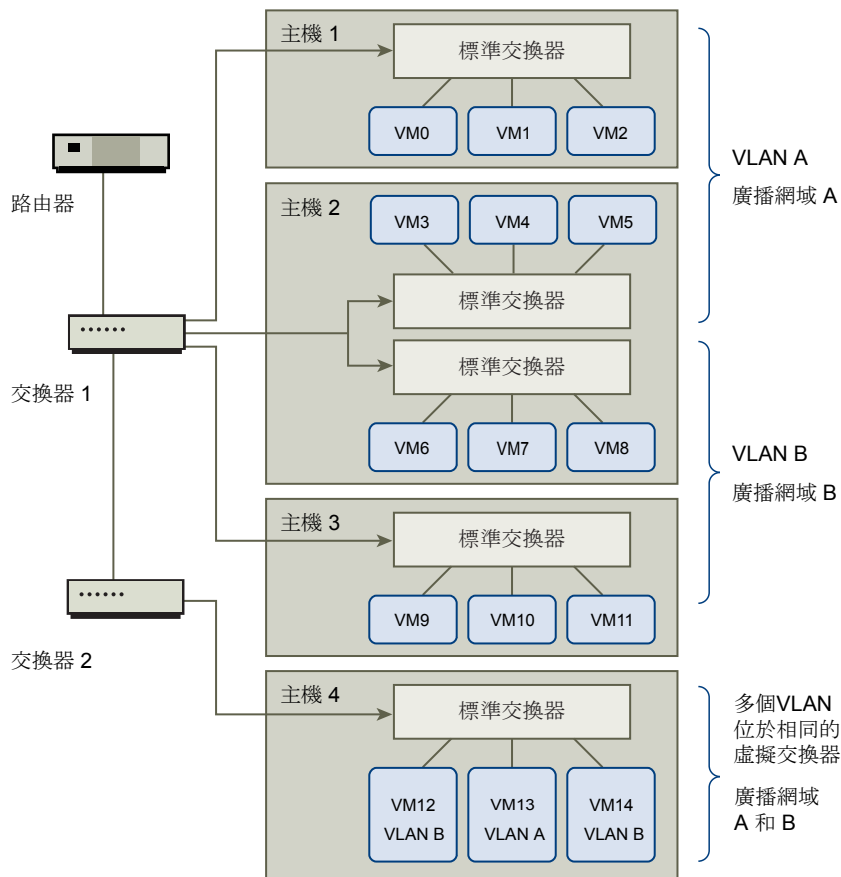 主機 1
標準交換器
VM0
VM1
VM2
VLAN A
廣播網域 A
路由器
主機 2
VM3
VM4
VM5
標準交換器
標準交換器
VM6
VM7
VM8
交換器 1
VLAN B
廣播網域 B
主機 3
標準交換器
VM9
VM10
VM11
交換器 2
主機 4
標準交換器
VM12
VLAN B
VM13
VLAN A
VM14
VLAN B
多個VLAN
位於相同的
虛擬交換器
廣播網域
A 和 B